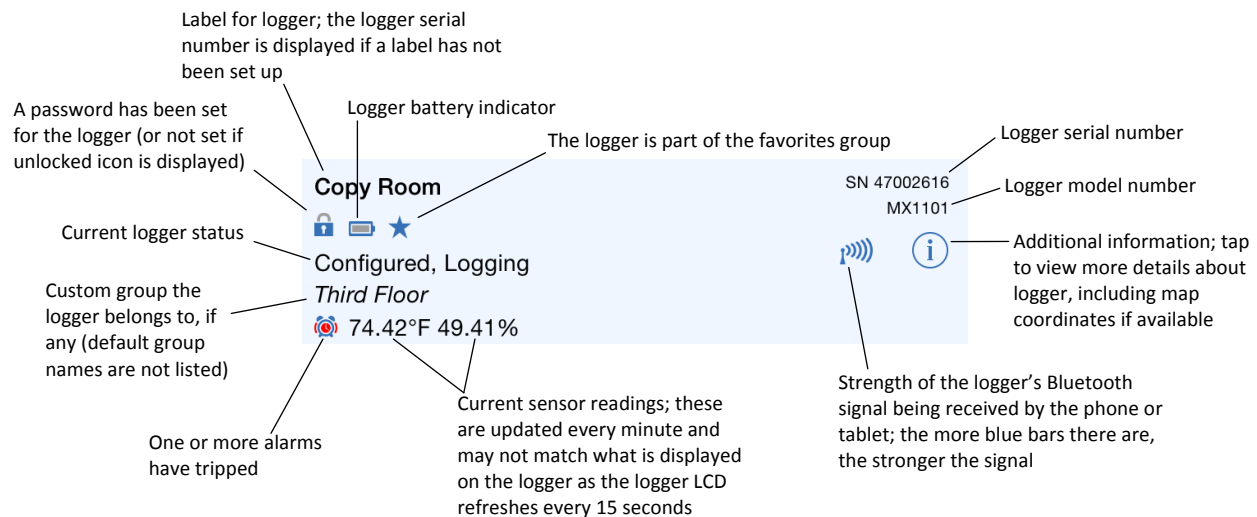 Label for logger; the logger serial
number is displayed if a label has not
been set up
A password has been set
for the logger (or not set if
unlocked icon is displayed)
Logger battery indicator
The logger is part of the favorites group
Logger serial number
Logger model number
Copy Room
SN 47002616
MX1101
Current logger status
Configured, Logging
Additional information; tap
to view more details about
logger, including map
coordinates if available
Custom group the
logger belongs to, if
any (default group
names are not listed)
Third Floor
74.42°F 49.41%
One or more alarms
have tripped
Current sensor readings; these
are updated every minute and
may not match what is displayed
on the logger as the logger LCD
refreshes every 15 seconds
Strength of the logger’s Bluetooth
signal being received by the phone or
tablet; the more blue bars there are,
the stronger the signal